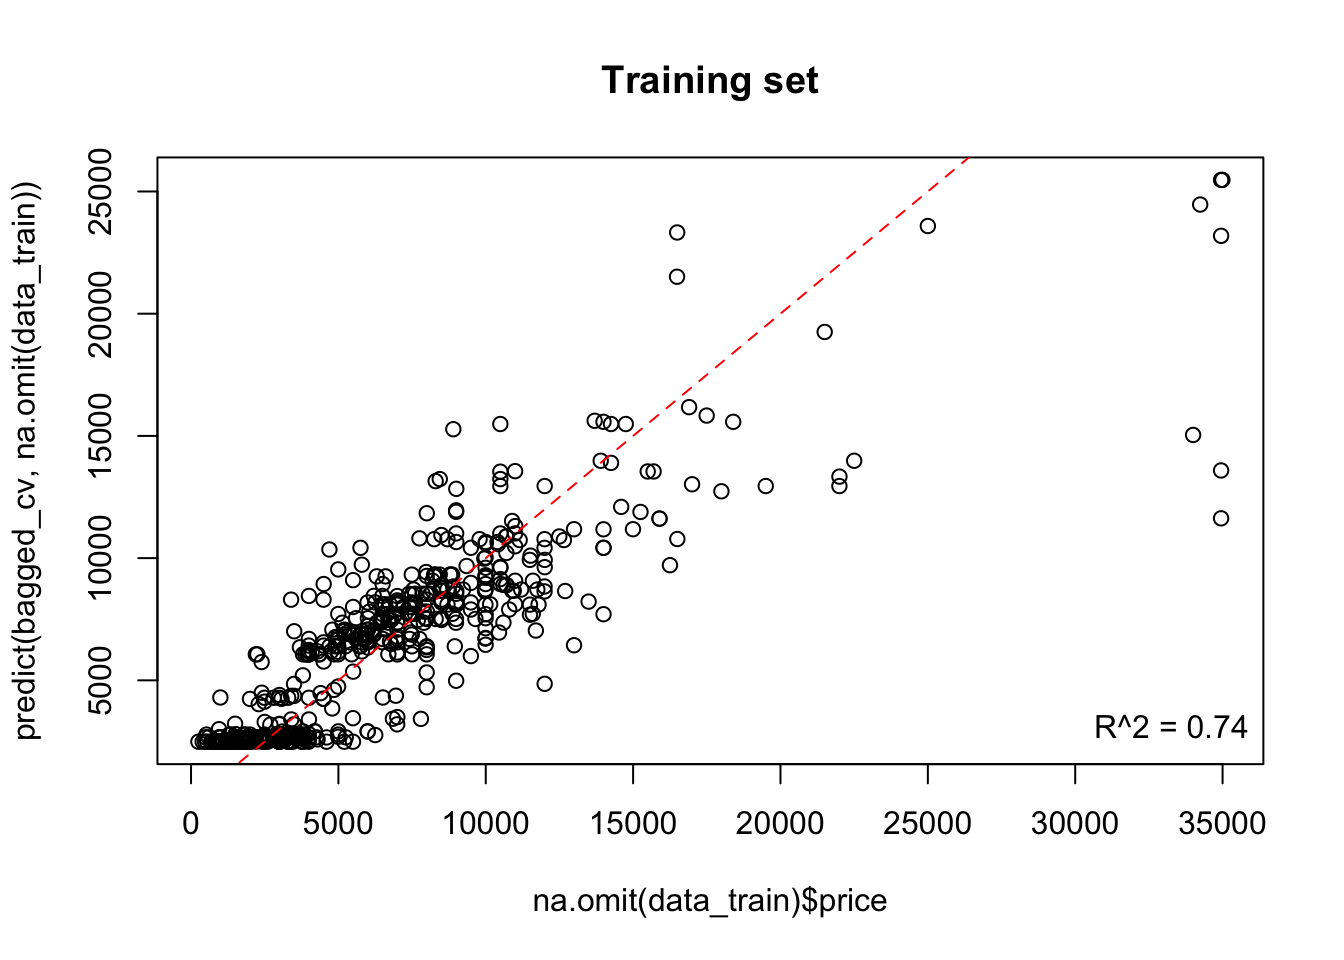 Training set
predict(bagged_cv, na.omit(data_train))
25000
20000
15000
10000
5000
R^2 = 0.74
0 5000 10000 15000 20000 25000 30000 35000
na.omit(data_train)$price